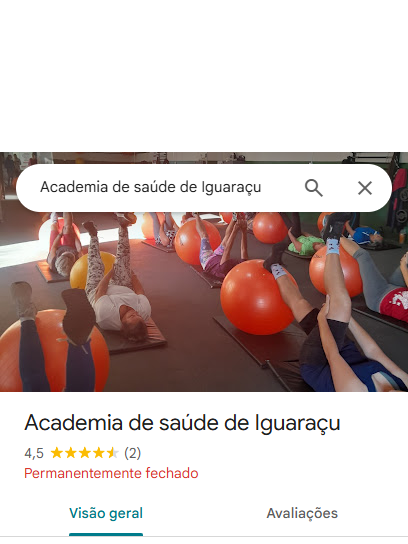 Academia de saúde de Iguaraçu
Academia de saúde de Iguaraçu
4,5 (2)
Permanentemente fechado
Visão geral Avaliações